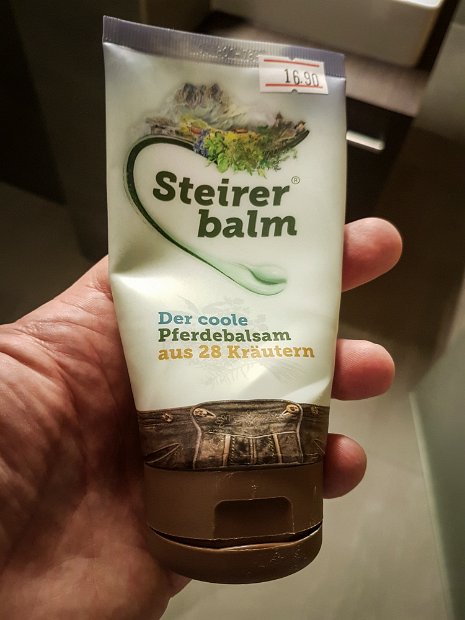 16.90
Steirer®
balm
Der coole
Pferdebalsam
aus 28 Kräutern